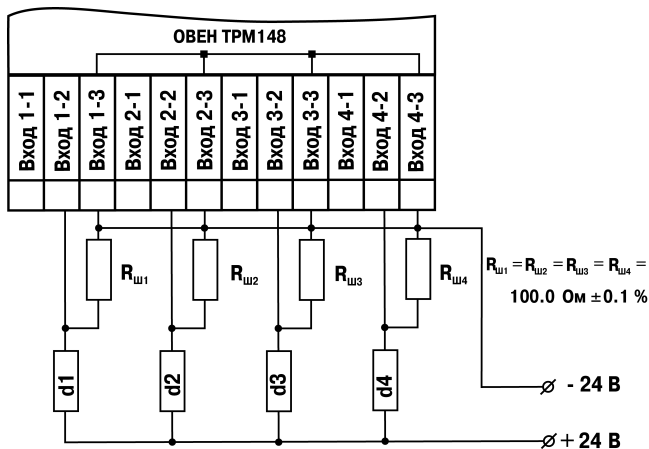 ОВЕН ТРМ148
Вход 1-1
Вход 1-2
Вход 1-3
Вход 2-1
Вход 2-2
Вход 2-3
Вход 3-1
Вход 3-2
Вход 3-3
Вход 4-1
Вход 4-2
Вход 4-3
Rш1
Rш2
Rш3
Rш4
Rш1 = Rш2 = Rш3 = Rш4 =
100.0 Ом ±0.1 %
d1
d2
d3
d4
- 24 В
+ 24 В